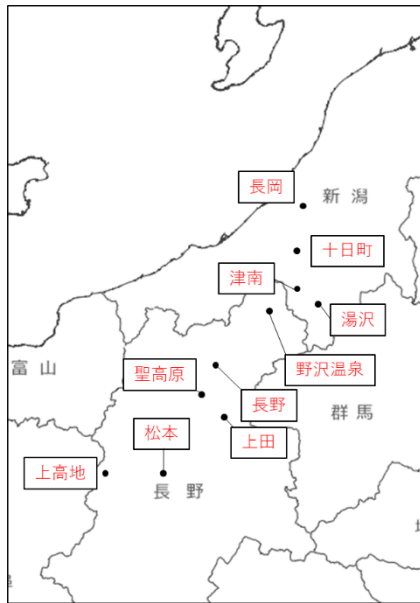 長岡
新潟
十日町
津南
湯沢
富山
野沢温泉
聖高原
長野
群馬
松本
上田
上高地
長野